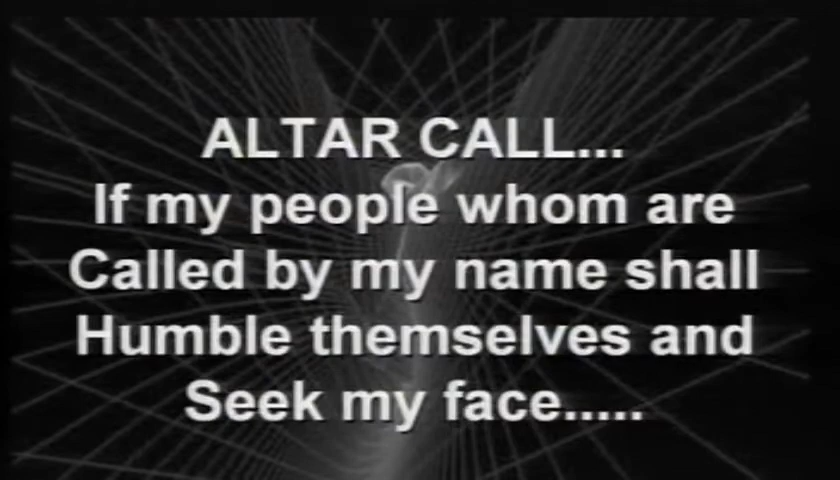 ALTAR CALL...
If my people whom are
Called by my name shall
Humble themselves and
Seek my face.....